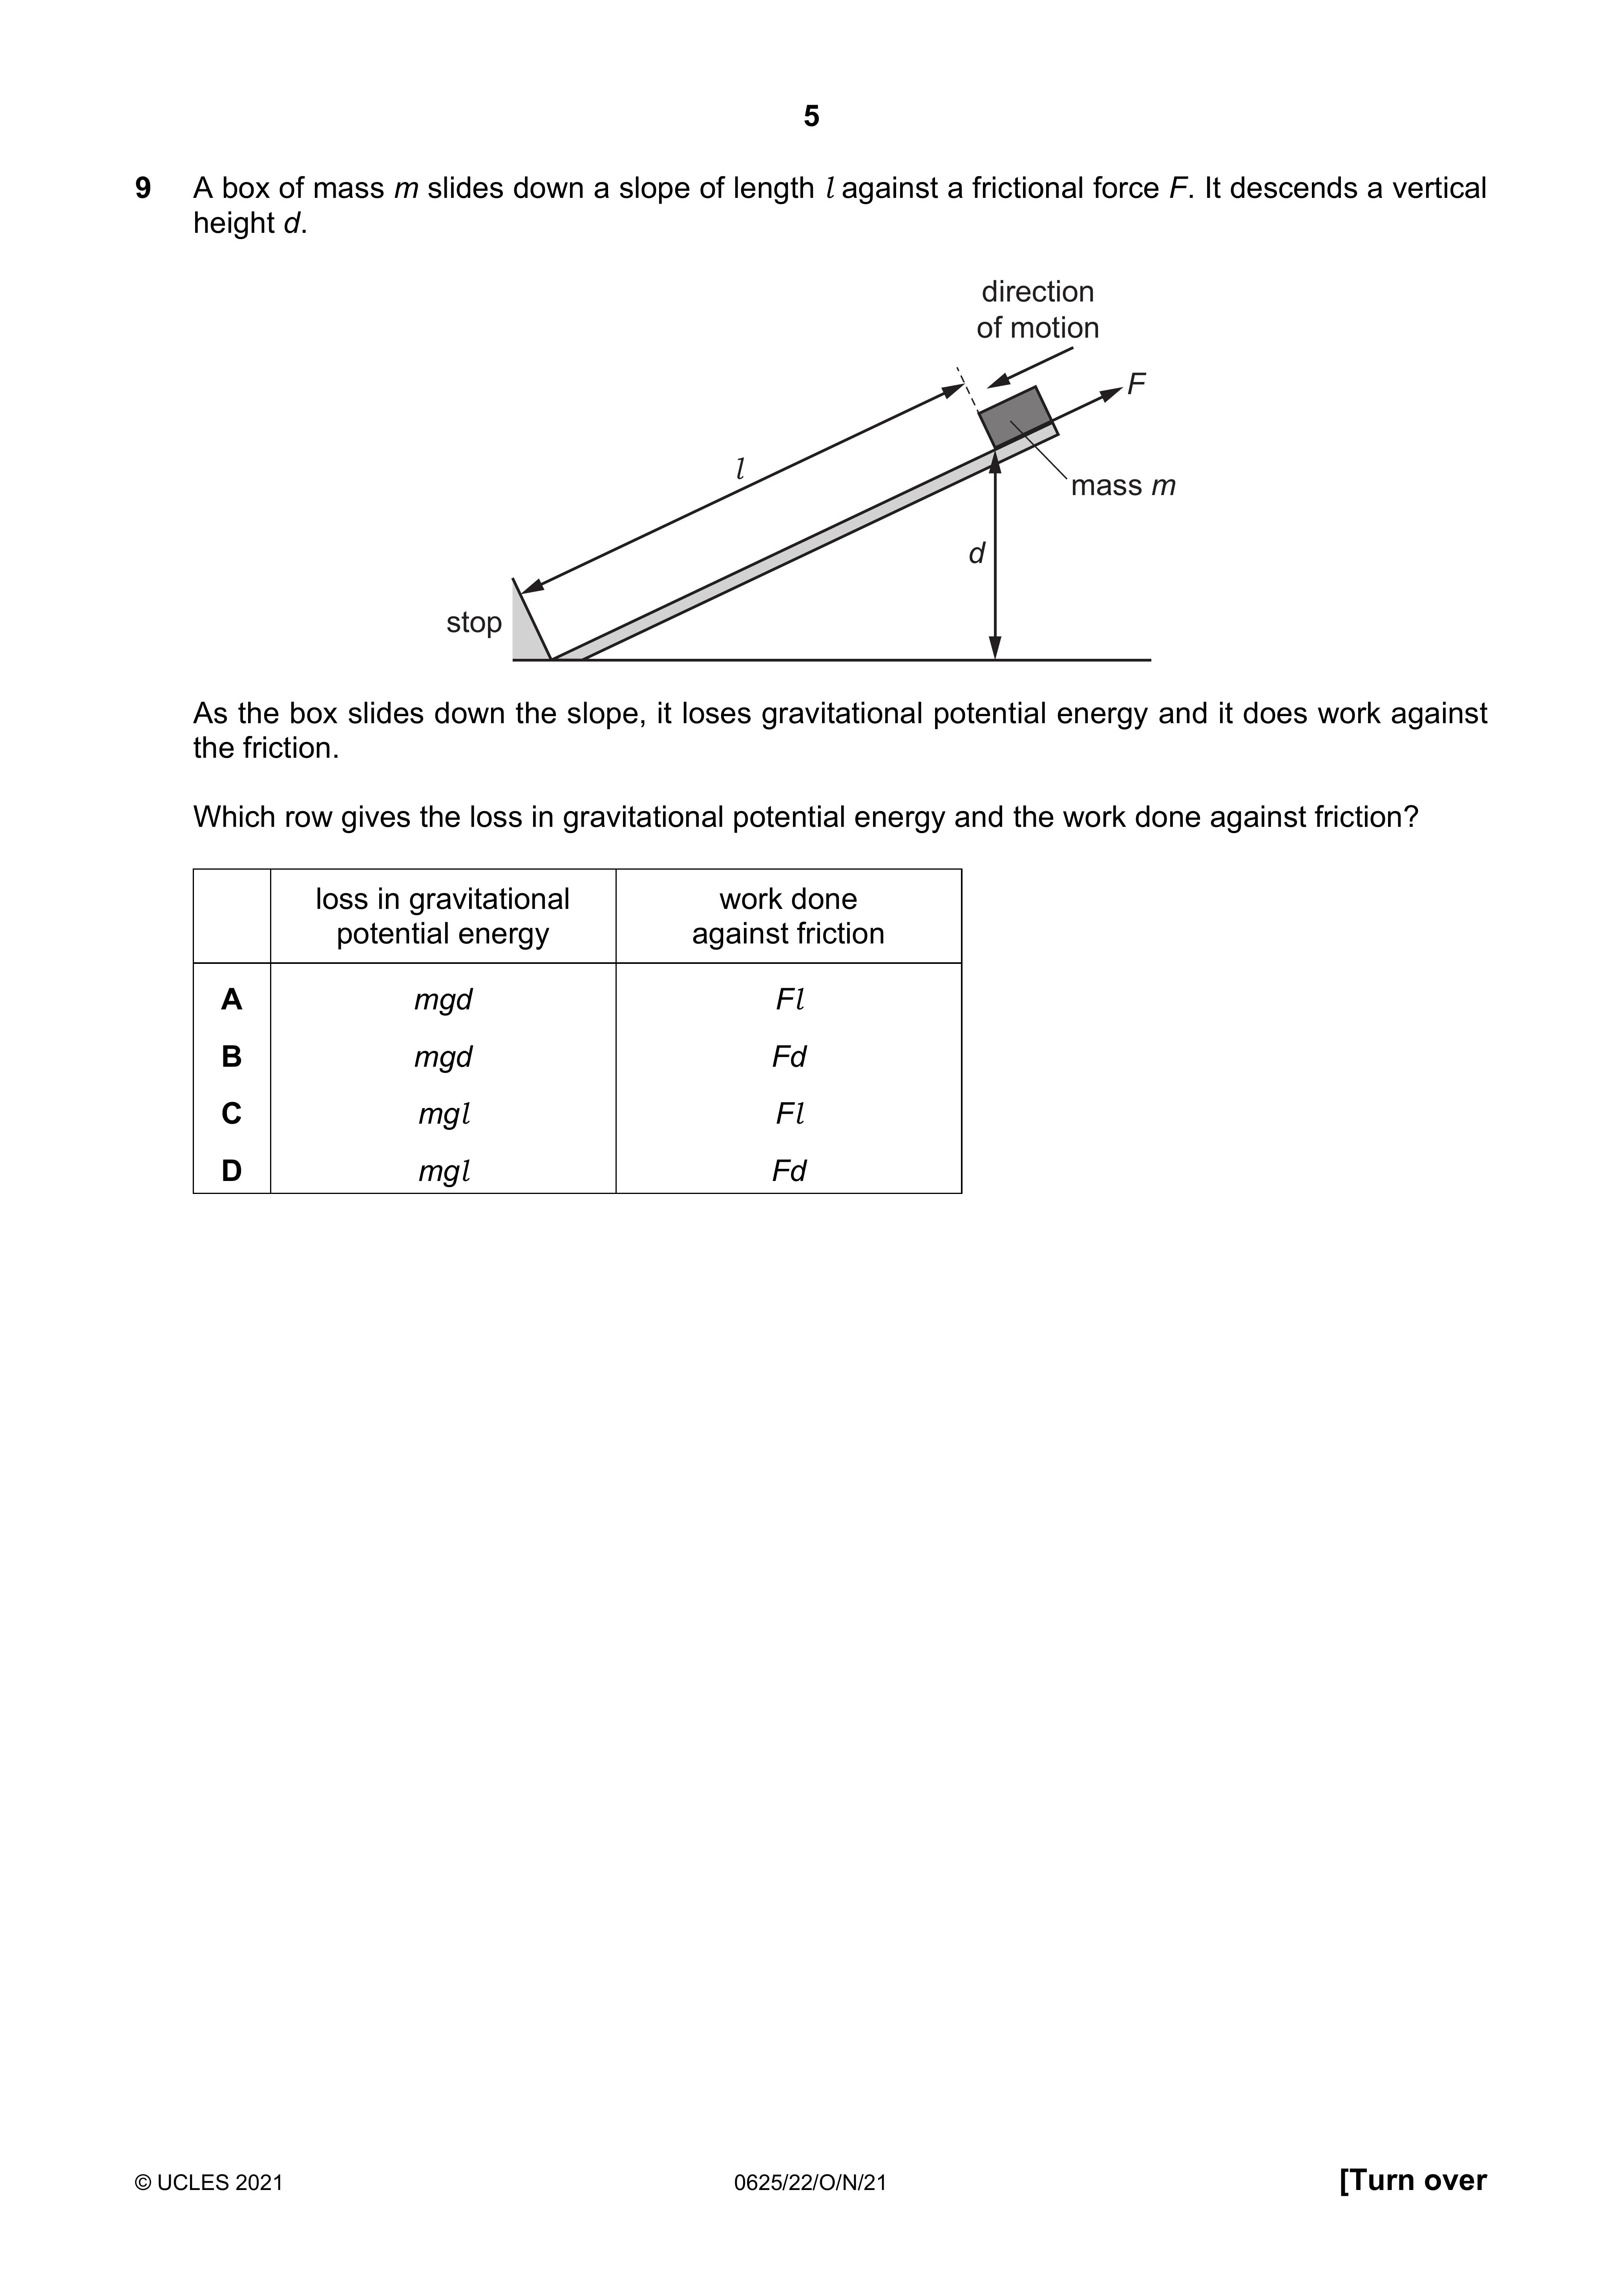 5
9 A box of mass m slides down a slope of length l against a frictional force F. It descends a vertical
height d.
direction
of motion
F
l
mass m
d
stop
As the box slides down the slope, it loses gravitational potential energy and it does work against
the friction.
Which row gives the loss in gravitational potential energy and the work done against friction?
loss in gravitational potential energy work done against friction
A mgd Fl
B mgd Fd
C mgl Fl
D mgl Fd
© UCLES 2021 0625/22/O/N/21 [Turn over